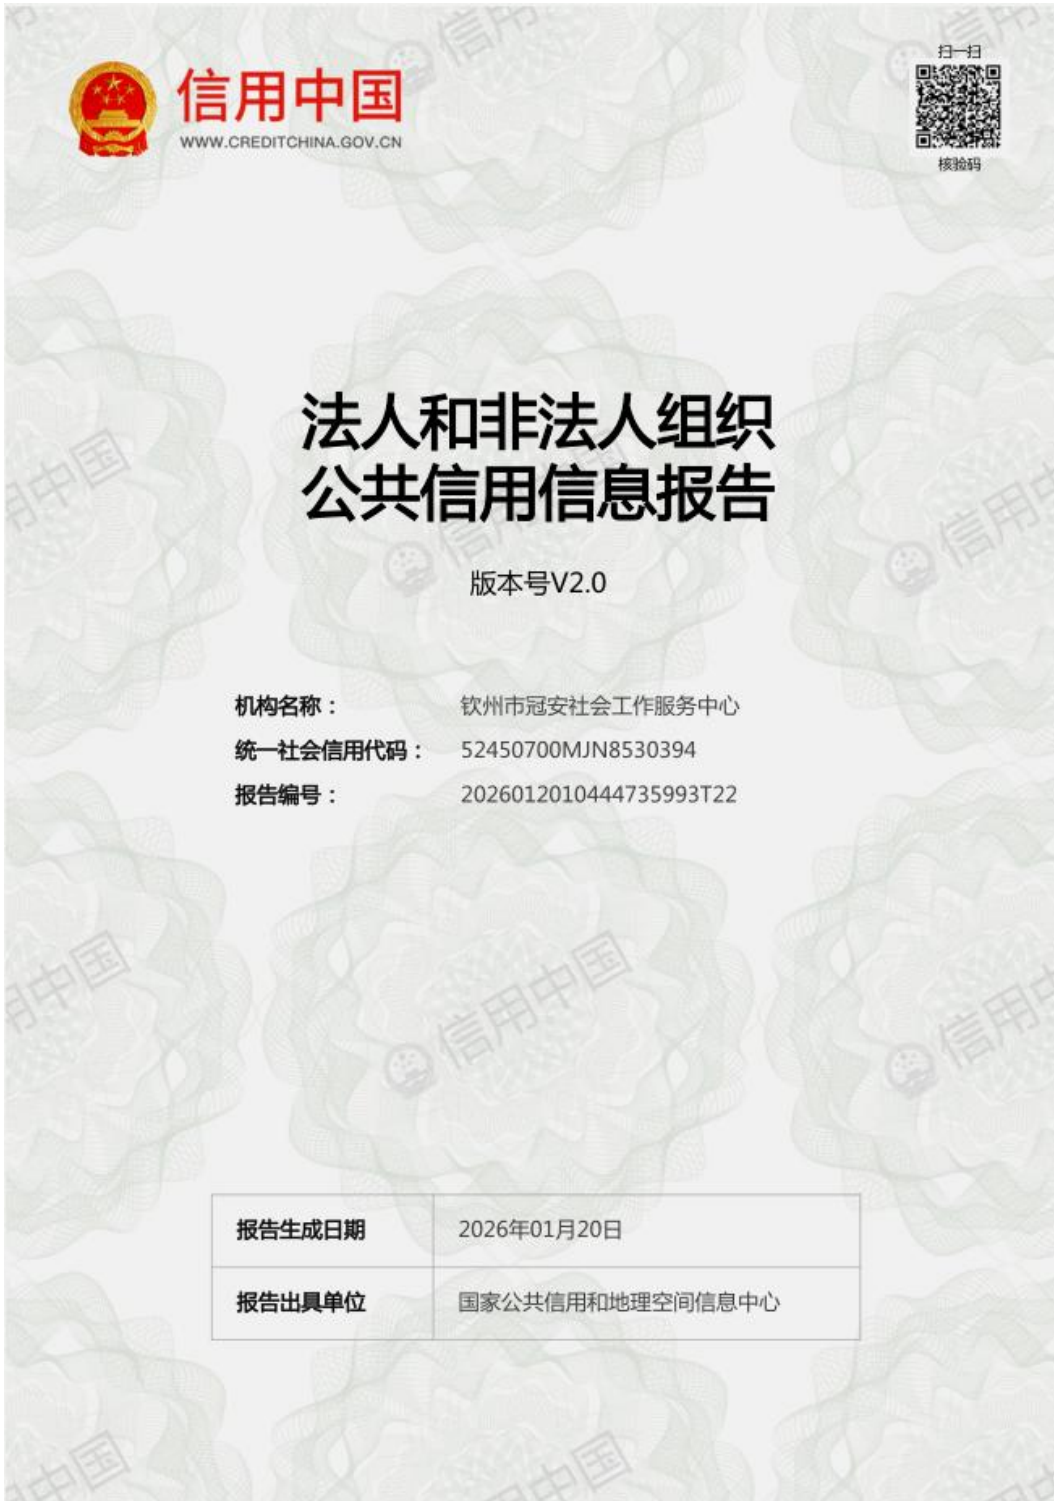 信用中国
WWW.CREDITCHINA.GOV.CN
扫一扫
核验码
法人和非法人组织
公共信用信息报告
版本号V2.0
机构名称： 钦州市冠安社会工作服务中心
统一社会信用代码： 52450700MJN8530394
报告编号： 2026012010444735993T22
报告生成日期 2026年01月20日
报告出具单位 国家公共信用和地理空间信息中心
信用中国